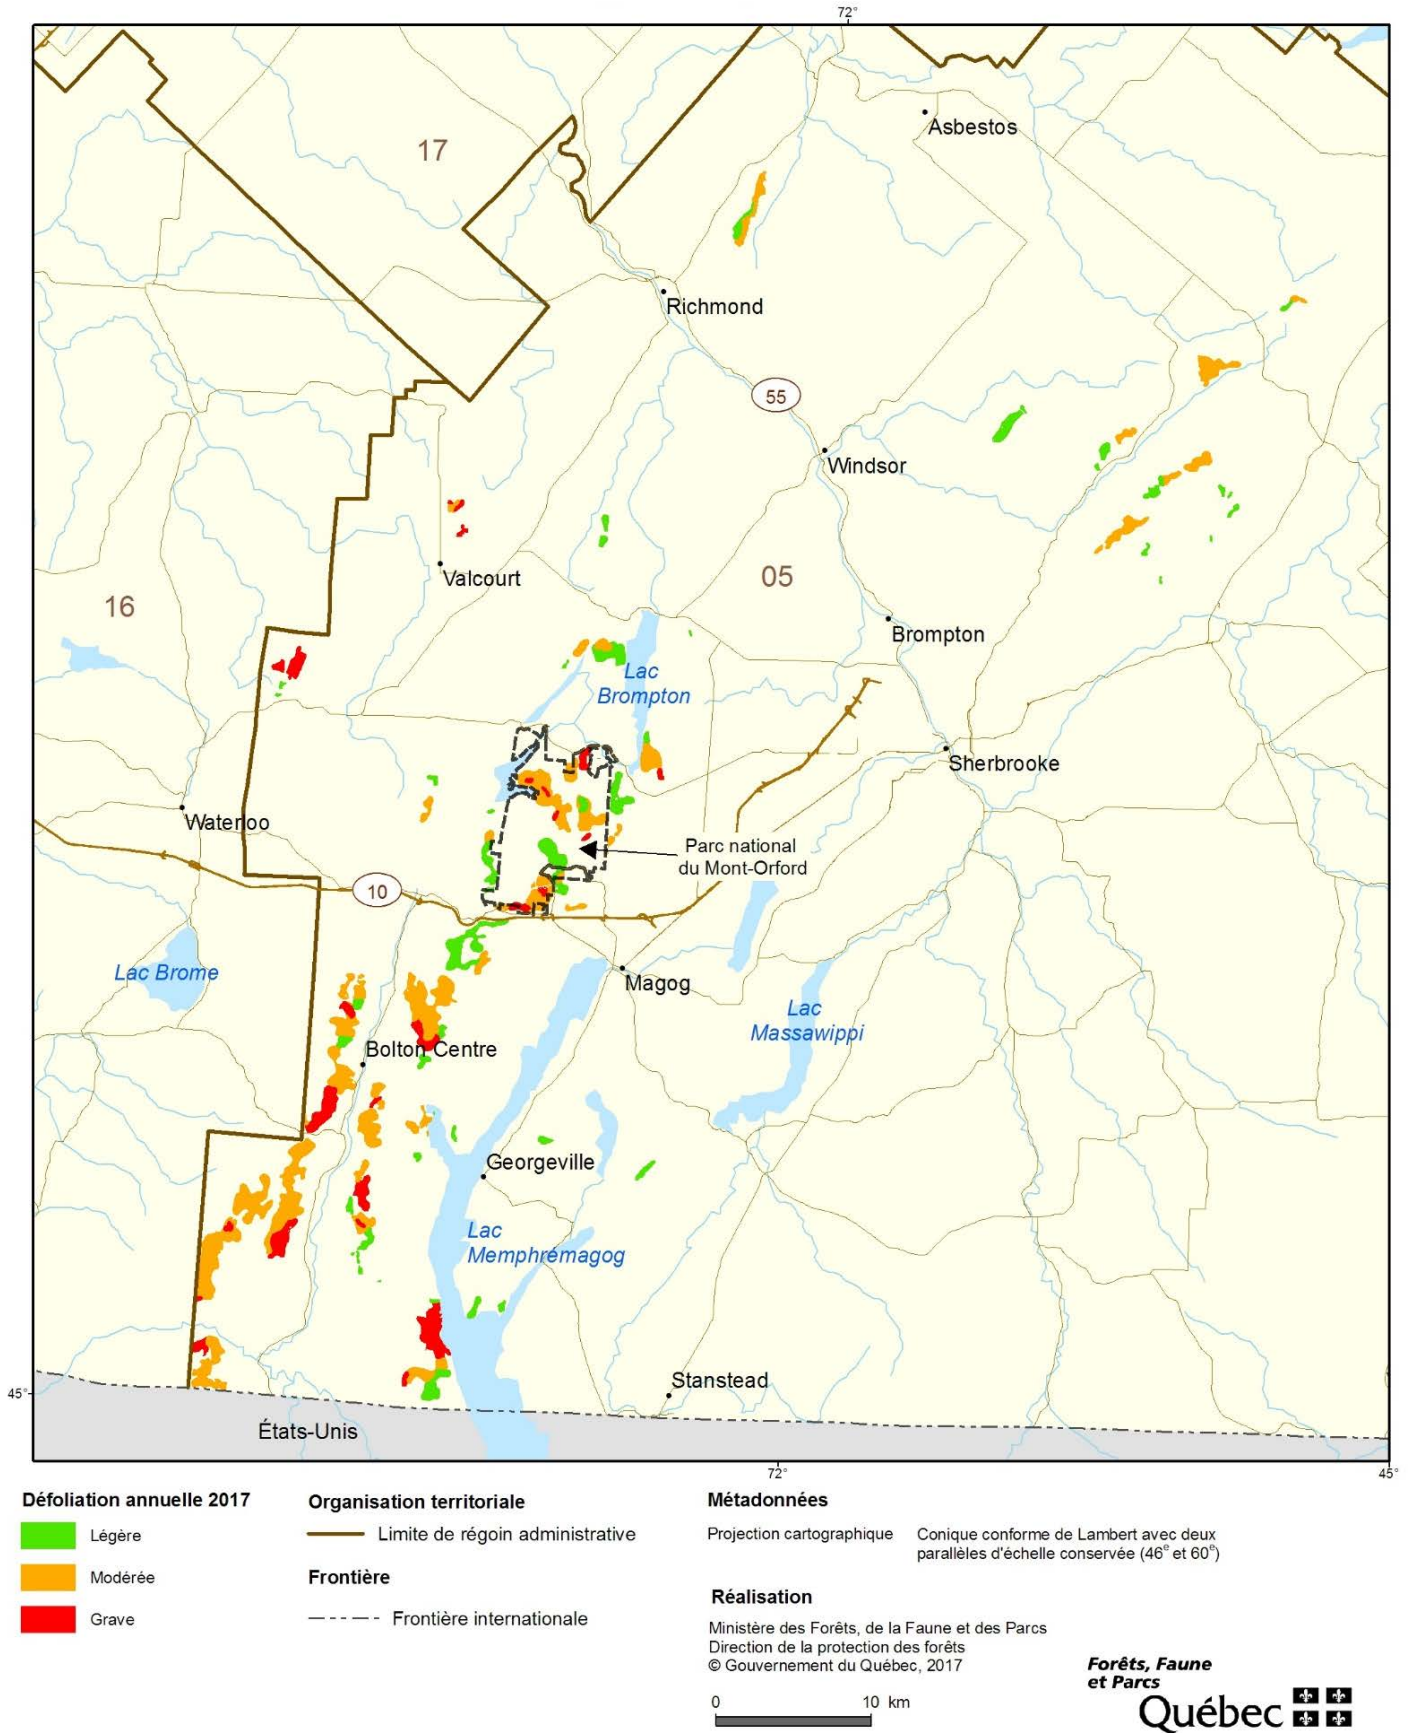 72°
Asbestos
17
Richmond
55
Windsor
Valcourt
05
16
Brompton
Lac
Brompton
Sherbrooke
Waterloo
Parc national
du Mont-Orford
10
Lac Brome
Magog
Lac
Massawippi
Bolton Centre
Georgeville
Lac
Memphrémagog
Stanstead
45°
États-Unis
72°
45°
Défoliation annuelle 2017
Légère
Modérée
Grave
Organisation territoriale
Limite de régoin administrative
Frontière
Frontière internationale
Métadonnées
Projection cartographique Conique conforme de Lambert avec deux
parallèles d'échelle conservée (46e et 60e)
Réalisation
Ministère des Forêts, de la Faune et des Parcs
Direction de la protection des forêts
© Gouvernement du Québec, 2017
0 10 km
Forêts, Faune
et Parcs
Québec